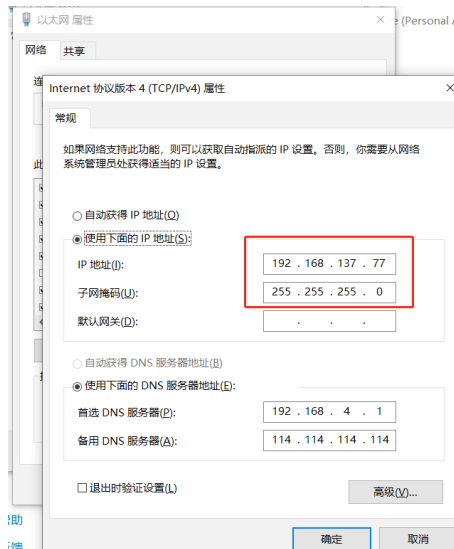 以太网 属性
e (Personal A
网络
共享
连
Internet 协议版本 4 (TCP/IPv4) 属性
常规
如果网络支持此功能，则可以获取自动指派的 IP 设置。否则，你需要从网络
系统管理员处获得适当的 IP 设置。
此
自动获得 IP 地址(O)
使用下面的 IP 地址(S):
IP 地址(I):
192 . 168 . 137 . 77
子网掩码(U):
255 . 255 . 255 . 0
默认网关(D):
. . .
自动获得 DNS 服务器地址(B)
使用下面的 DNS 服务器地址(E):
首选 DNS 服务器(P):
192 . 168 . 4 . 1
备用 DNS 服务器(A):
114 . 114 . 114 . 114
退出时验证设置(L)
高级(V)...
帮助
确定
取消